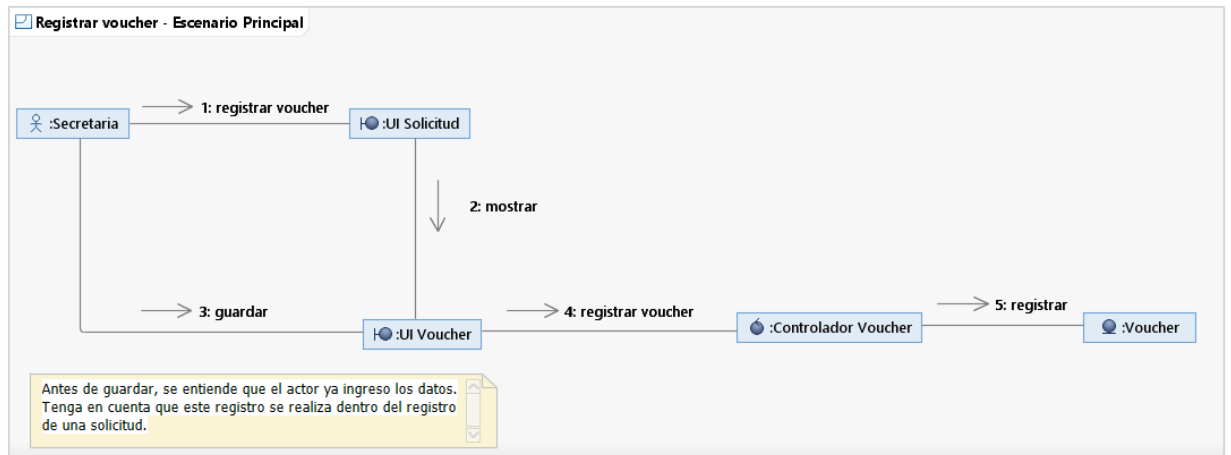 Registrar voucher - Escenario Principal
1: registrar voucher
:Secretaria
:UI Solicitud
2: mostrar
3: guardar
4: registrar voucher
5: registrar
:UI Voucher
:Controlador Voucher
:Voucher
Antes de guardar, se entiende que el actor ya ingreso los datos.
Tenga en cuenta que este registro se realiza dentro del registro
de una solicitud.